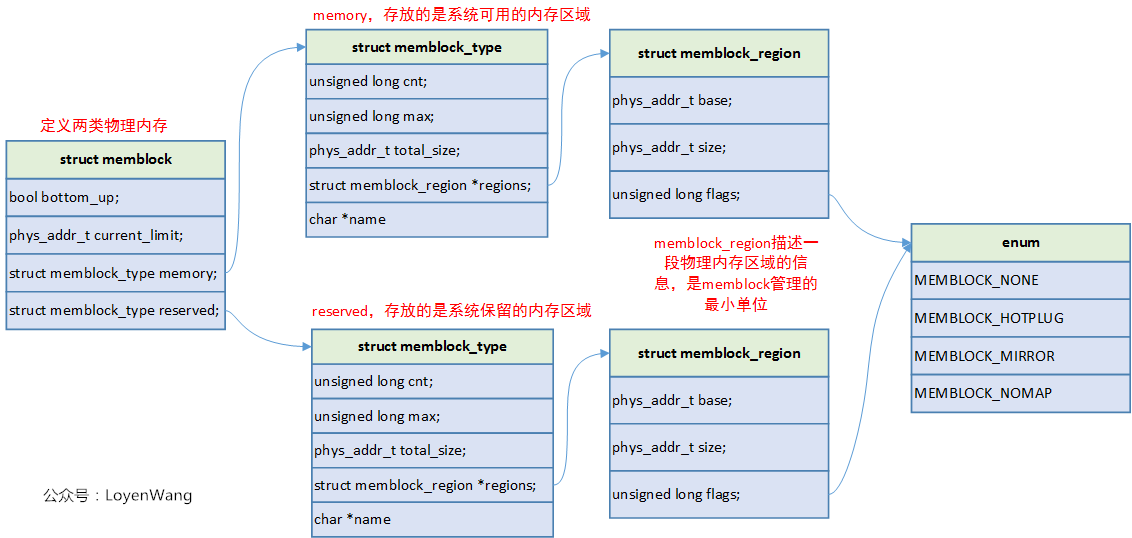 定义两类物理内存
struct memblock
bool bottom_up;
phys_addr_t current_limit;
struct memblock_type memory;
struct memblock_type reserved;
memory，存放的是系统可用的内存区域
struct memblock_type
unsigned long cnt;
unsigned long max;
phys_addr_t total_size;
struct memblock_region *regions;
char *name
struct memblock_region
phys_addr_t base;
phys_addr_t size;
unsigned long flags;
reserved，存放的是系统保留的内存区域
struct memblock_type
unsigned long cnt;
unsigned long max;
phys_addr_t total_size;
struct memblock_region *regions;
char *name
memblock_region描述一
段物理内存区域的信
息，是memblock管理的
最小单位
struct memblock_region
phys_addr_t base;
phys_addr_t size;
unsigned long flags;
enum
MEMBLOCK_NONE
MEMBLOCK_HOTPLUG
MEMBLOCK_MIRROR
MEMBLOCK_NOMAP
公众号：LoyenWang